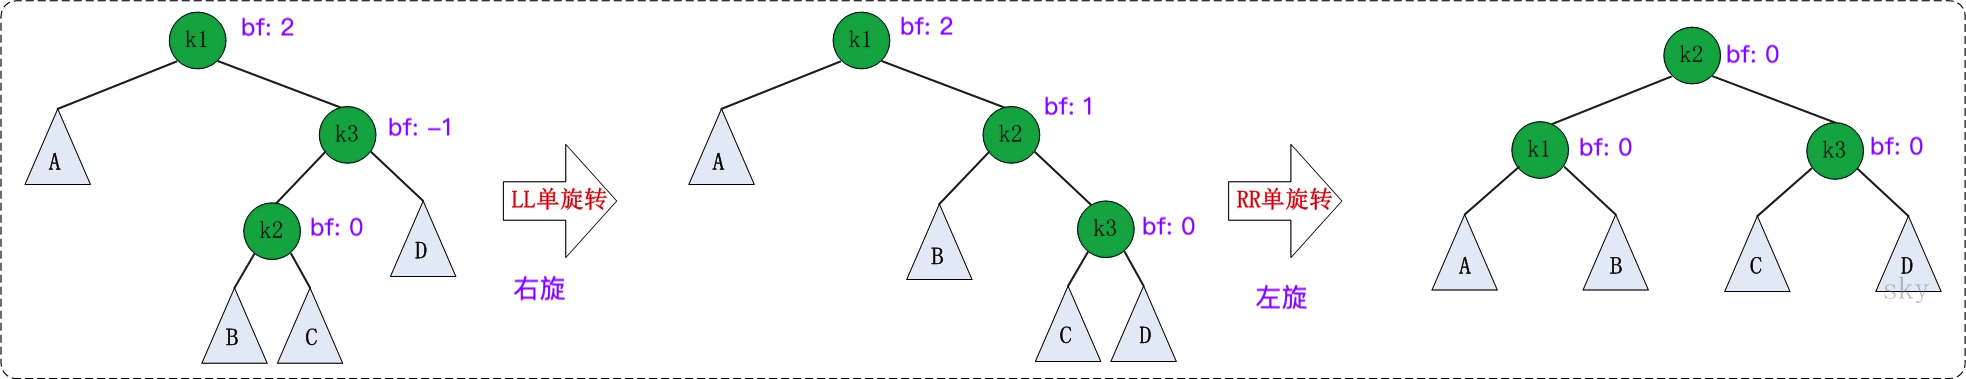 k1
bf: 2
A
k3
bf: -1
k2
bf: 0
D
B
C
LL单旋转
右旋
k1
bf: 2
A
k2
bf: 1
B
k3
bf: 0
C
D
RR单旋转
左旋
k2
bf: 0
k1
bf: 0
k3
bf: 0
A
B
C
D
sky